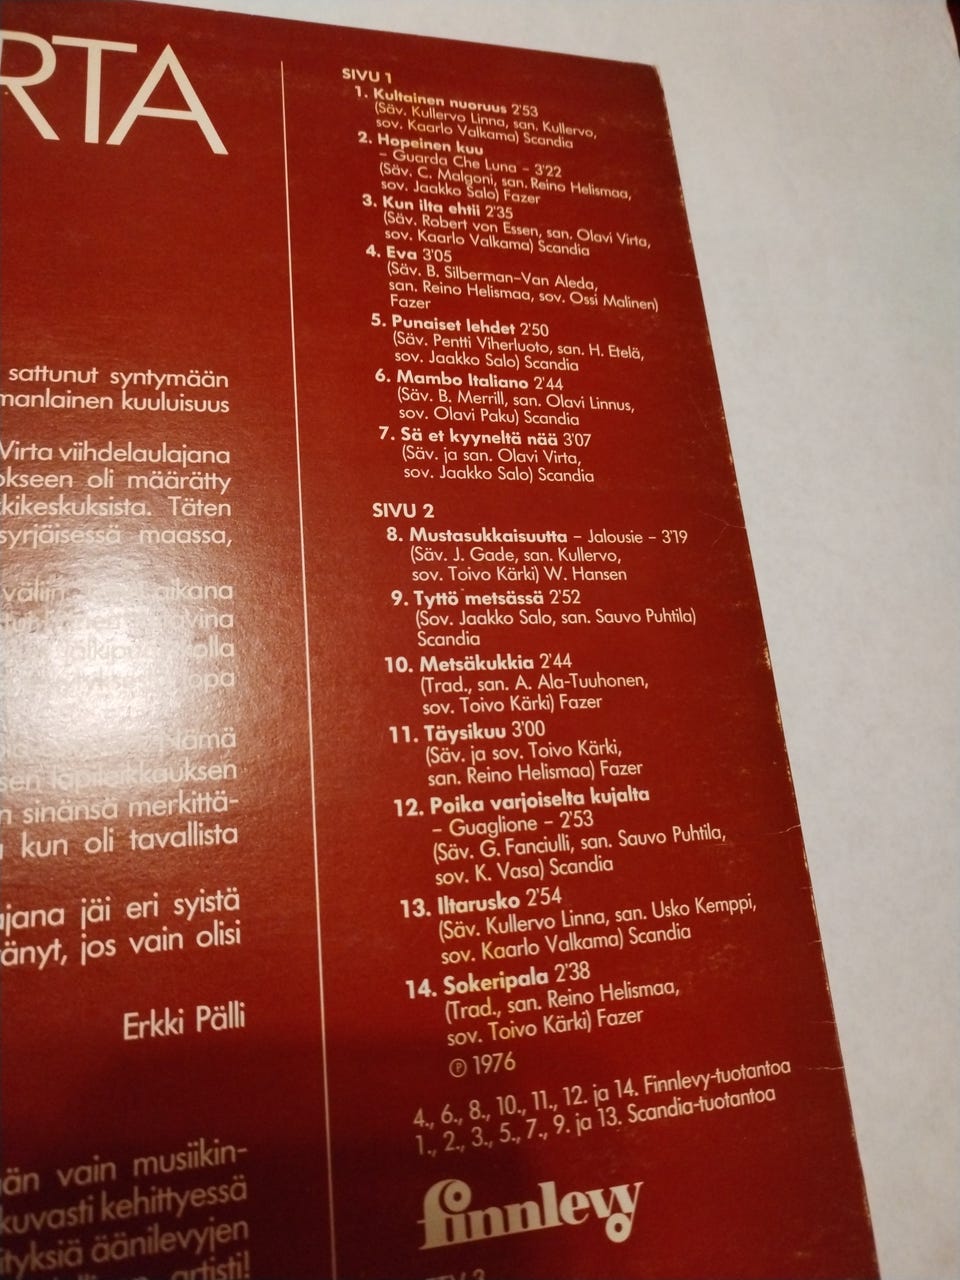 RTA
sattunut syntymään
manlainen kuuluisuus
Virta viihdelaulajana
okseen oli määrätty
kikeskuksista. Täten
syrjäisessä maassa,
väliin aikana
olla
opa
lämä
sen läpileikkauksen
n sinänsä merkittä-
kun oli tavallista
ajana jäi eri syistä
änyt, jos vain olisi
Erkki Pälli
än vain musiikin-
kuvasti kehittyessä
ityksiä äänilevyjen
artisti!
SIVU 1
1. Kultainen nuoruus 2'53
(Säv. Kullervo Linna, san. Kullervo,
sov. Kaarlo Valkama) Scandia
2. Hopeinen kuu
– Guarda Che Luna – 3'22
(Säv. C. Malgoni, san. Reino Helismaa,
sov. Jaakko Salo) Fazer
3. Kun ilta ehtii 2'35
(Säv. Robert von Essen, san. Olavi Virta,
sov. Kaarlo Valkama) Scandia
4. Eva 3'05
(Säv. B. Silberman–Van Aleda,
san. Reino Helismaa, sov. Ossi Malinen)
Fazer
5. Punaiset lehdet 2'50
(Säv. Pentti Viherluoto, san. H. Etelä,
sov. Jaakko Salo) Scandia
6. Mambo Italiano 2'44
(Säv. B. Merrill, san. Olavi Linnus,
sov. Olavi Paku) Scandia
7. Sä et kyyneltä nää 3'07
(Säv. ja san. Olavi Virta,
sov. Jaakko Salo) Scandia
SIVU 2
8. Mustasukkaisuutta – Jalousie – 3'19
(Säv. J. Gade, san. Kullervo,
sov. Toivo Kärki) W. Hansen
9. Tyttö metsässä 2'52
(Sov. Jaakko Salo, san. Sauvo Puhtila)
Scandia
10. Metsäkukkia 2'44
(Trad., san. A. Ala-Tuuhonen,
sov. Toivo Kärki) Fazer
11. Täysikuu 3'00
(Säv. ja sov. Toivo Kärki,
san. Reino Helismaa) Fazer
12. Poika varjoiselta kujalta
– Guaglione – 2'53
(Säv. G. Fanciulli, san. Sauvo Puhtila,
sov. K. Vasa) Scandia
13. Iltarusko 2'54
(Säv. Kullervo Linna, san. Usko Kemppi,
sov. Kaarlo Valkama) Scandia
14. Sokeripala 2'38
(Trad., san. Reino Helismaa,
sov. Toivo Kärki) Fazer
℗ 1976
4., 6., 8., 10., 11., 12. ja 14. Finnlevy-tuotantoa
1., 2., 3., 5., 7., 9. ja 13. Scandia-tuotantoa
finnlevy